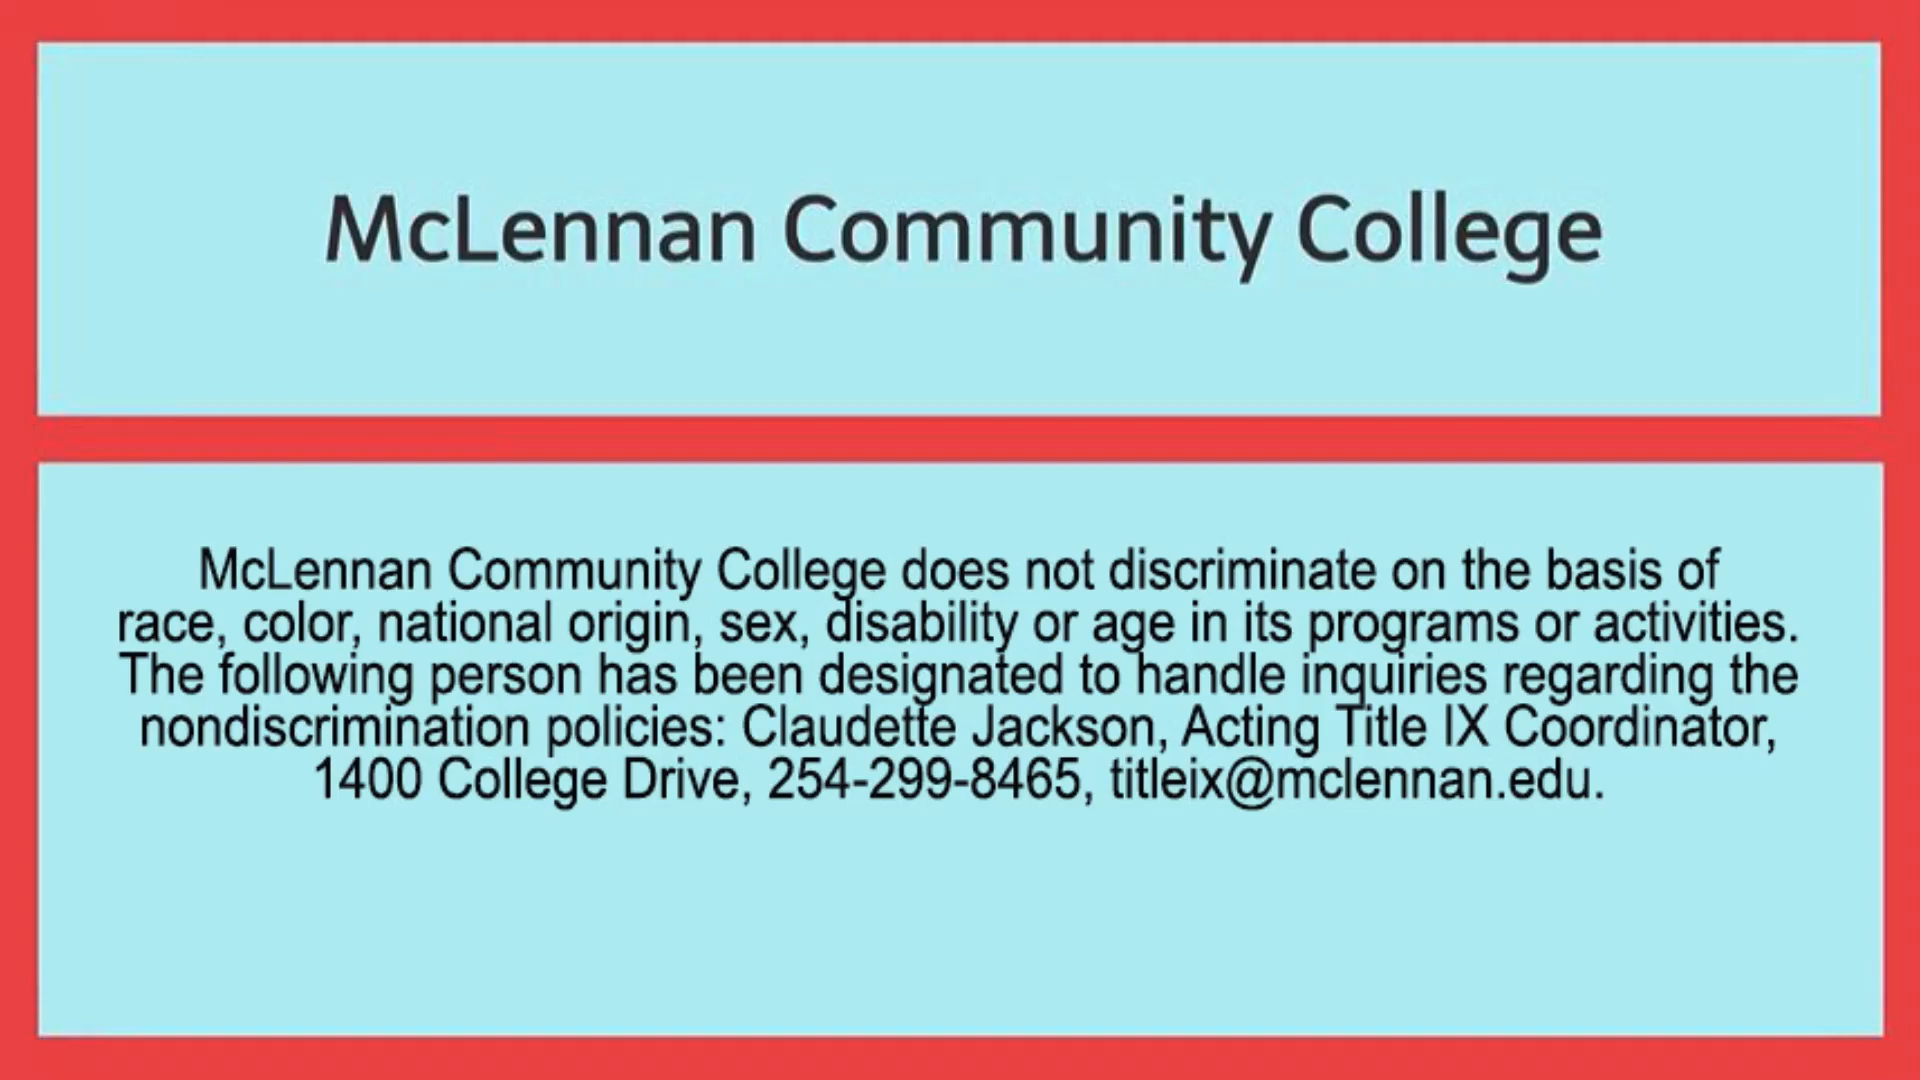 McLennan Community College
McLennan Community College does not discriminate on the basis of
race, color, national origin, sex, disability or age in its programs or activities.
The following person has been designated to handle inquiries regarding the
nondiscrimination policies: Claudette Jackson, Acting Title IX Coordinator,
1400 College Drive, 254-299-8465, titleix@mclennan.edu.